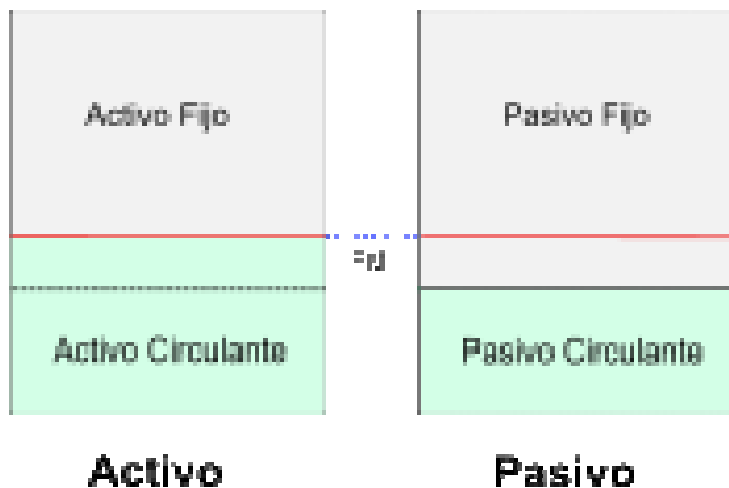 Activo Fijo
Pasivo Fijo
Activo Circulante
Pasivo Circulante
Activo
Pasivo